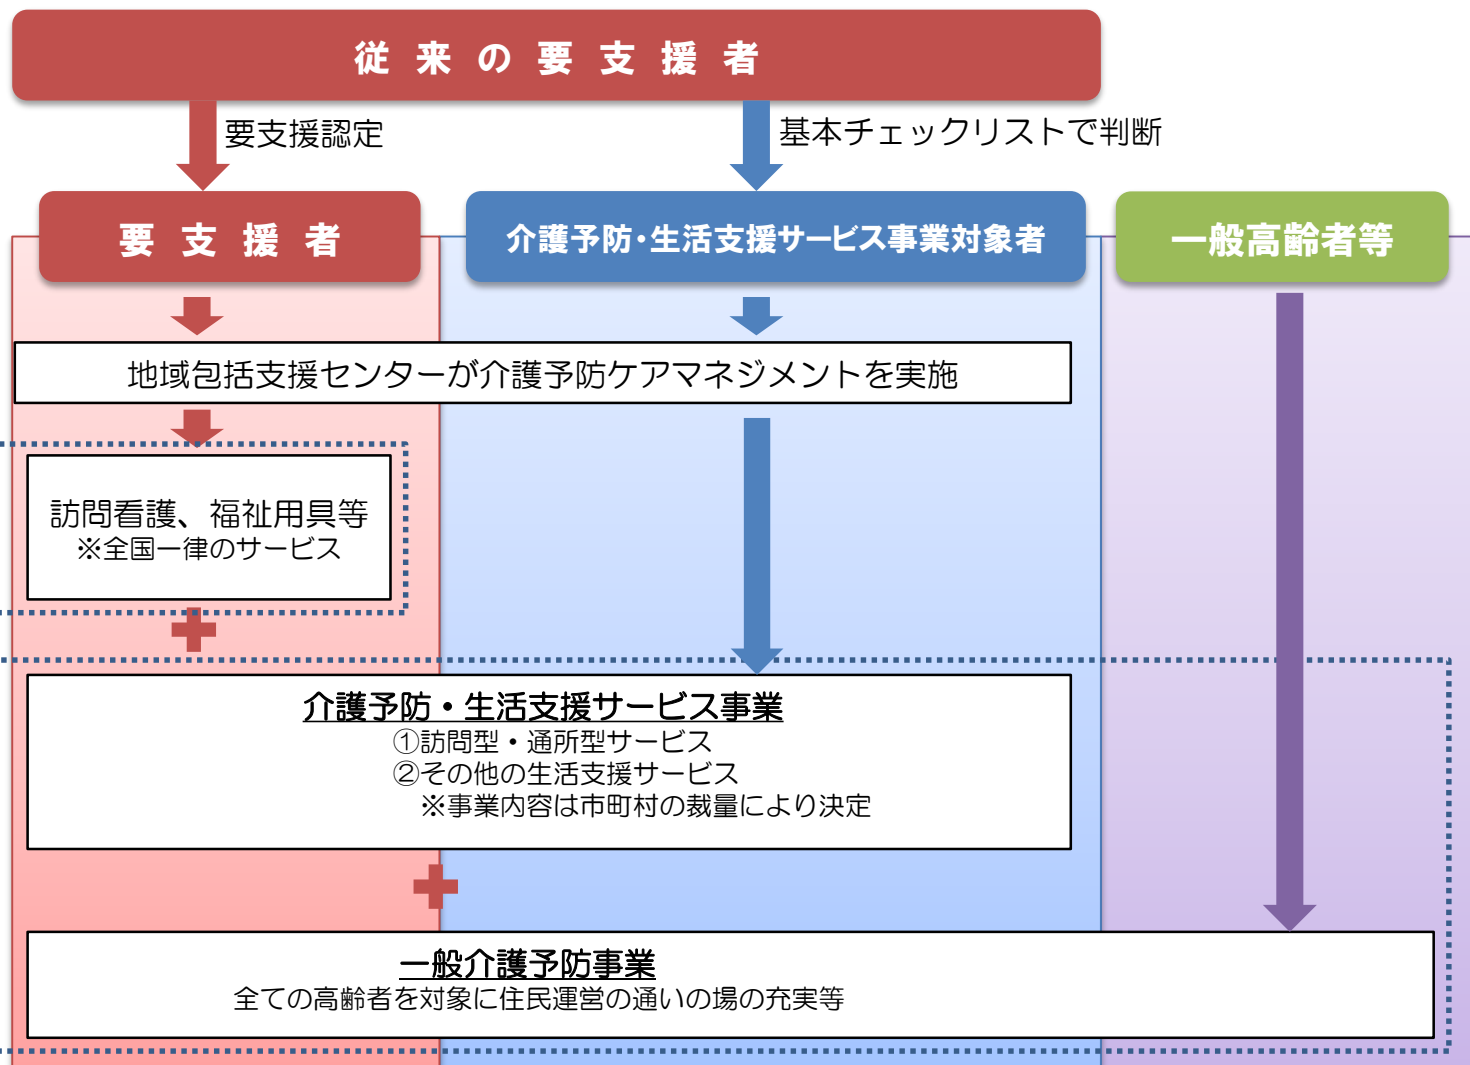 従来の要支援者
要支援認定
基本チェックリストで判断
要支援者
介護予防・生活支援サービス事業対象者
一般高齢者等
地域包括支援センターが介護予防ケアマネジメントを実施
訪問看護、福祉用具等
※全国一律のサービス
介護予防・生活支援サービス事業
①訪問型・通所型サービス
②その他の生活支援サービス
※事業内容は市町村の裁量により決定
一般介護予防事業
全ての高齢者を対象に住民運営の通いの場の充実等